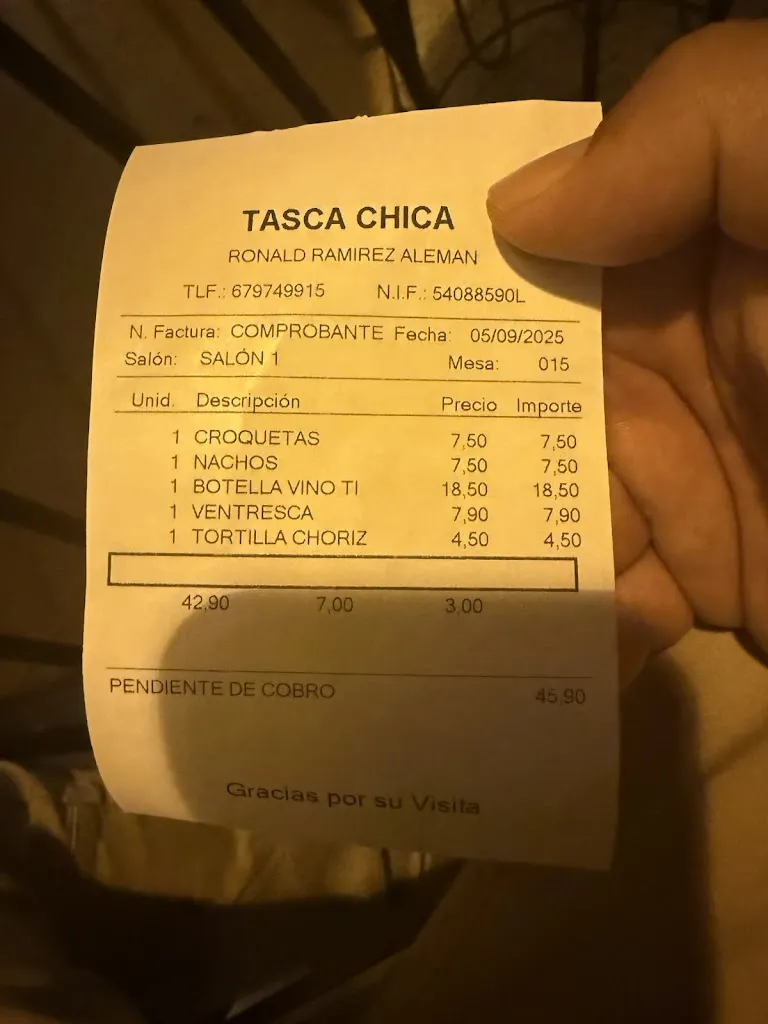 TASCA CHICA
RONALD RAMIREZ ALEMAN
TLF.: 679749915 N.I.F.: 54088590L
N. Factura: COMPROBANTE Fecha: 05/09/2025
Salón: SALÓN 1 Mesa: 015
Unid. Descripción Precio Importe
1 CROQUETAS 7,50 7,50
1 NACHOS 7,50 7,50
1 BOTELLA VINO TI 18,50 18,50
1 VENTRESCA 7,90 7,90
1 TORTILLA CHORIZ 4,50 4,50
42,90 7,00 3,00
PENDIENTE DE COBRO 45,90
Gracias por su Visita